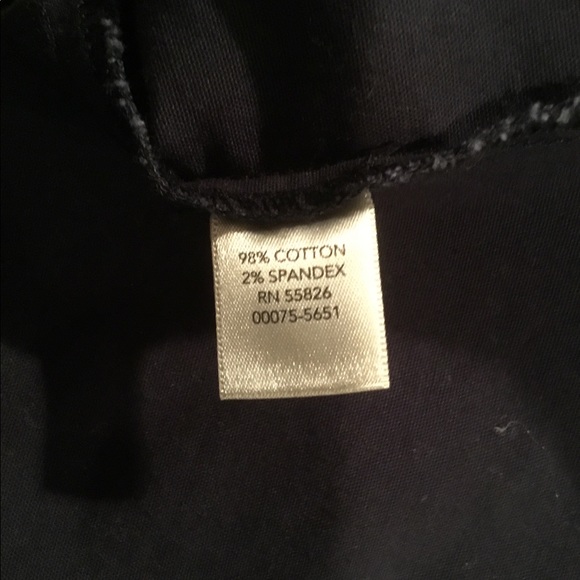 98% COTTON
2% SPANDEX
RN 55826
00075-5651